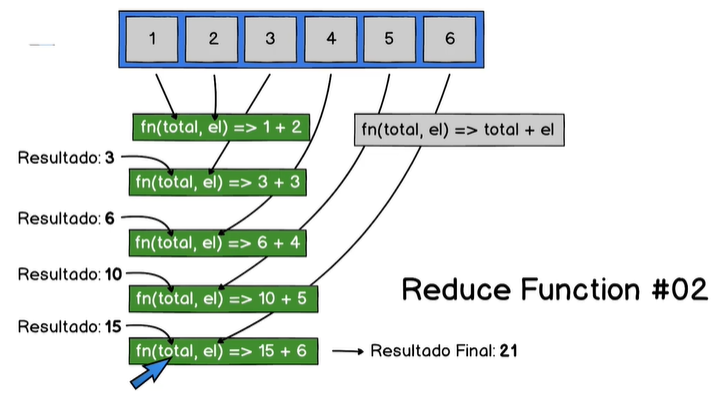 1 2 3 4 5 6
fn(total, el) => 1 + 2
fn(total, el) => total + el
Resultado: 3
fn(total, el) => 3 + 3
Resultado: 6
fn(total, el) => 6 + 4
Resultado: 10
fn(total, el) => 10 + 5
Reduce Function #02
Resultado: 15
fn(total, el) => 15 + 6
Resultado Final: 21